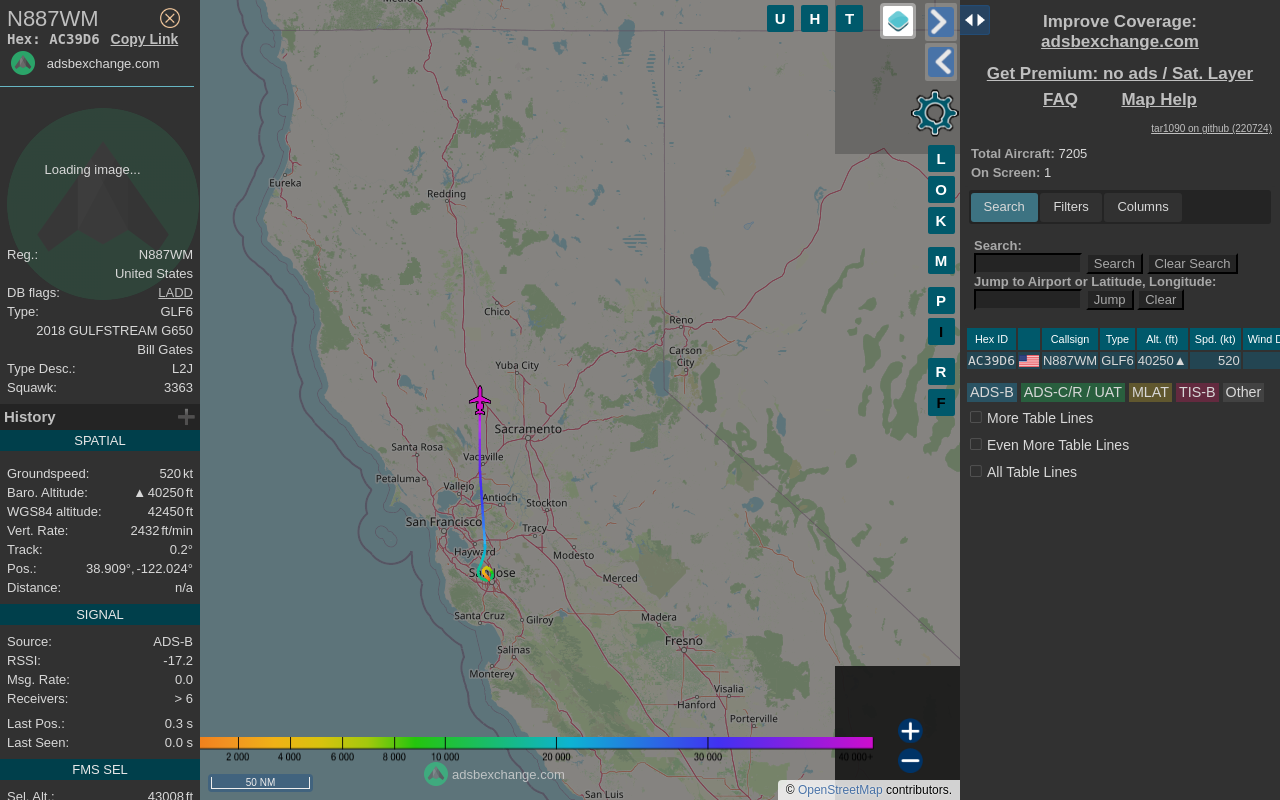 N887WM
Hex: AC39D6 Copy Link
adsbexchange.com
Loading image...
Reg.: N887WM
United States
DB flags: LADD
Type: GLF6
2018 GULFSTREAM G650
Bill Gates
Type Desc.: L2J
Squawk: 3363
History
SPATIAL
Groundspeed: 520 kt
Baro. Altitude: ▲ 40250 ft
WGS84 altitude: 42450 ft
Vert. Rate: 2432 ft/min
Track: 0.2°
Pos.: 38.909°, -122.024°
Distance: n/a
SIGNAL
Source: ADS-B
RSSI: -17.2
Msg. Rate: 0.0
Receivers: > 6
Last Pos.: 0.3 s
Last Seen: 0.0 s
FMS SEL
Sel. Alt.: 43008 ft
U H T
L
O
K
M
P
I
R
F
Medford
Eureka
Redding
Chico
Reno
Carson
City
Yuba City
Sacramento
Santa Rosa
Vacaville
Petaluma
Vallejo
Antioch
Stockton
San Francisco
Tracy
Hayward
Modesto
San Jose
Merced
Santa Cruz
Gilroy
Madera
Fresno
Salinas
Monterey
Visalia
Hanford
Porterville
San Luis
2 000 4 000 6 000 8 000 10 000 20 000 30 000 40 000+
50 NM
adsbexchange.com
© OpenStreetMap contributors.
Improve Coverage:
adsbexchange.com
Get Premium: no ads / Sat. Layer
FAQ Map Help
tar1090 on github (220724)
Total Aircraft: 7205
On Screen: 1
Search Filters Columns
Search:
Search Clear Search
Jump to Airport or Latitude, Longitude:
Jump Clear
Hex ID Callsign Type Alt. (ft) Spd. (kt) Wind D
AC39D6 N887WM GLF6 40250▲ 520
ADS-B ADS-C/R / UAT MLAT TIS-B Other
More Table Lines
Even More Table Lines
All Table Lines